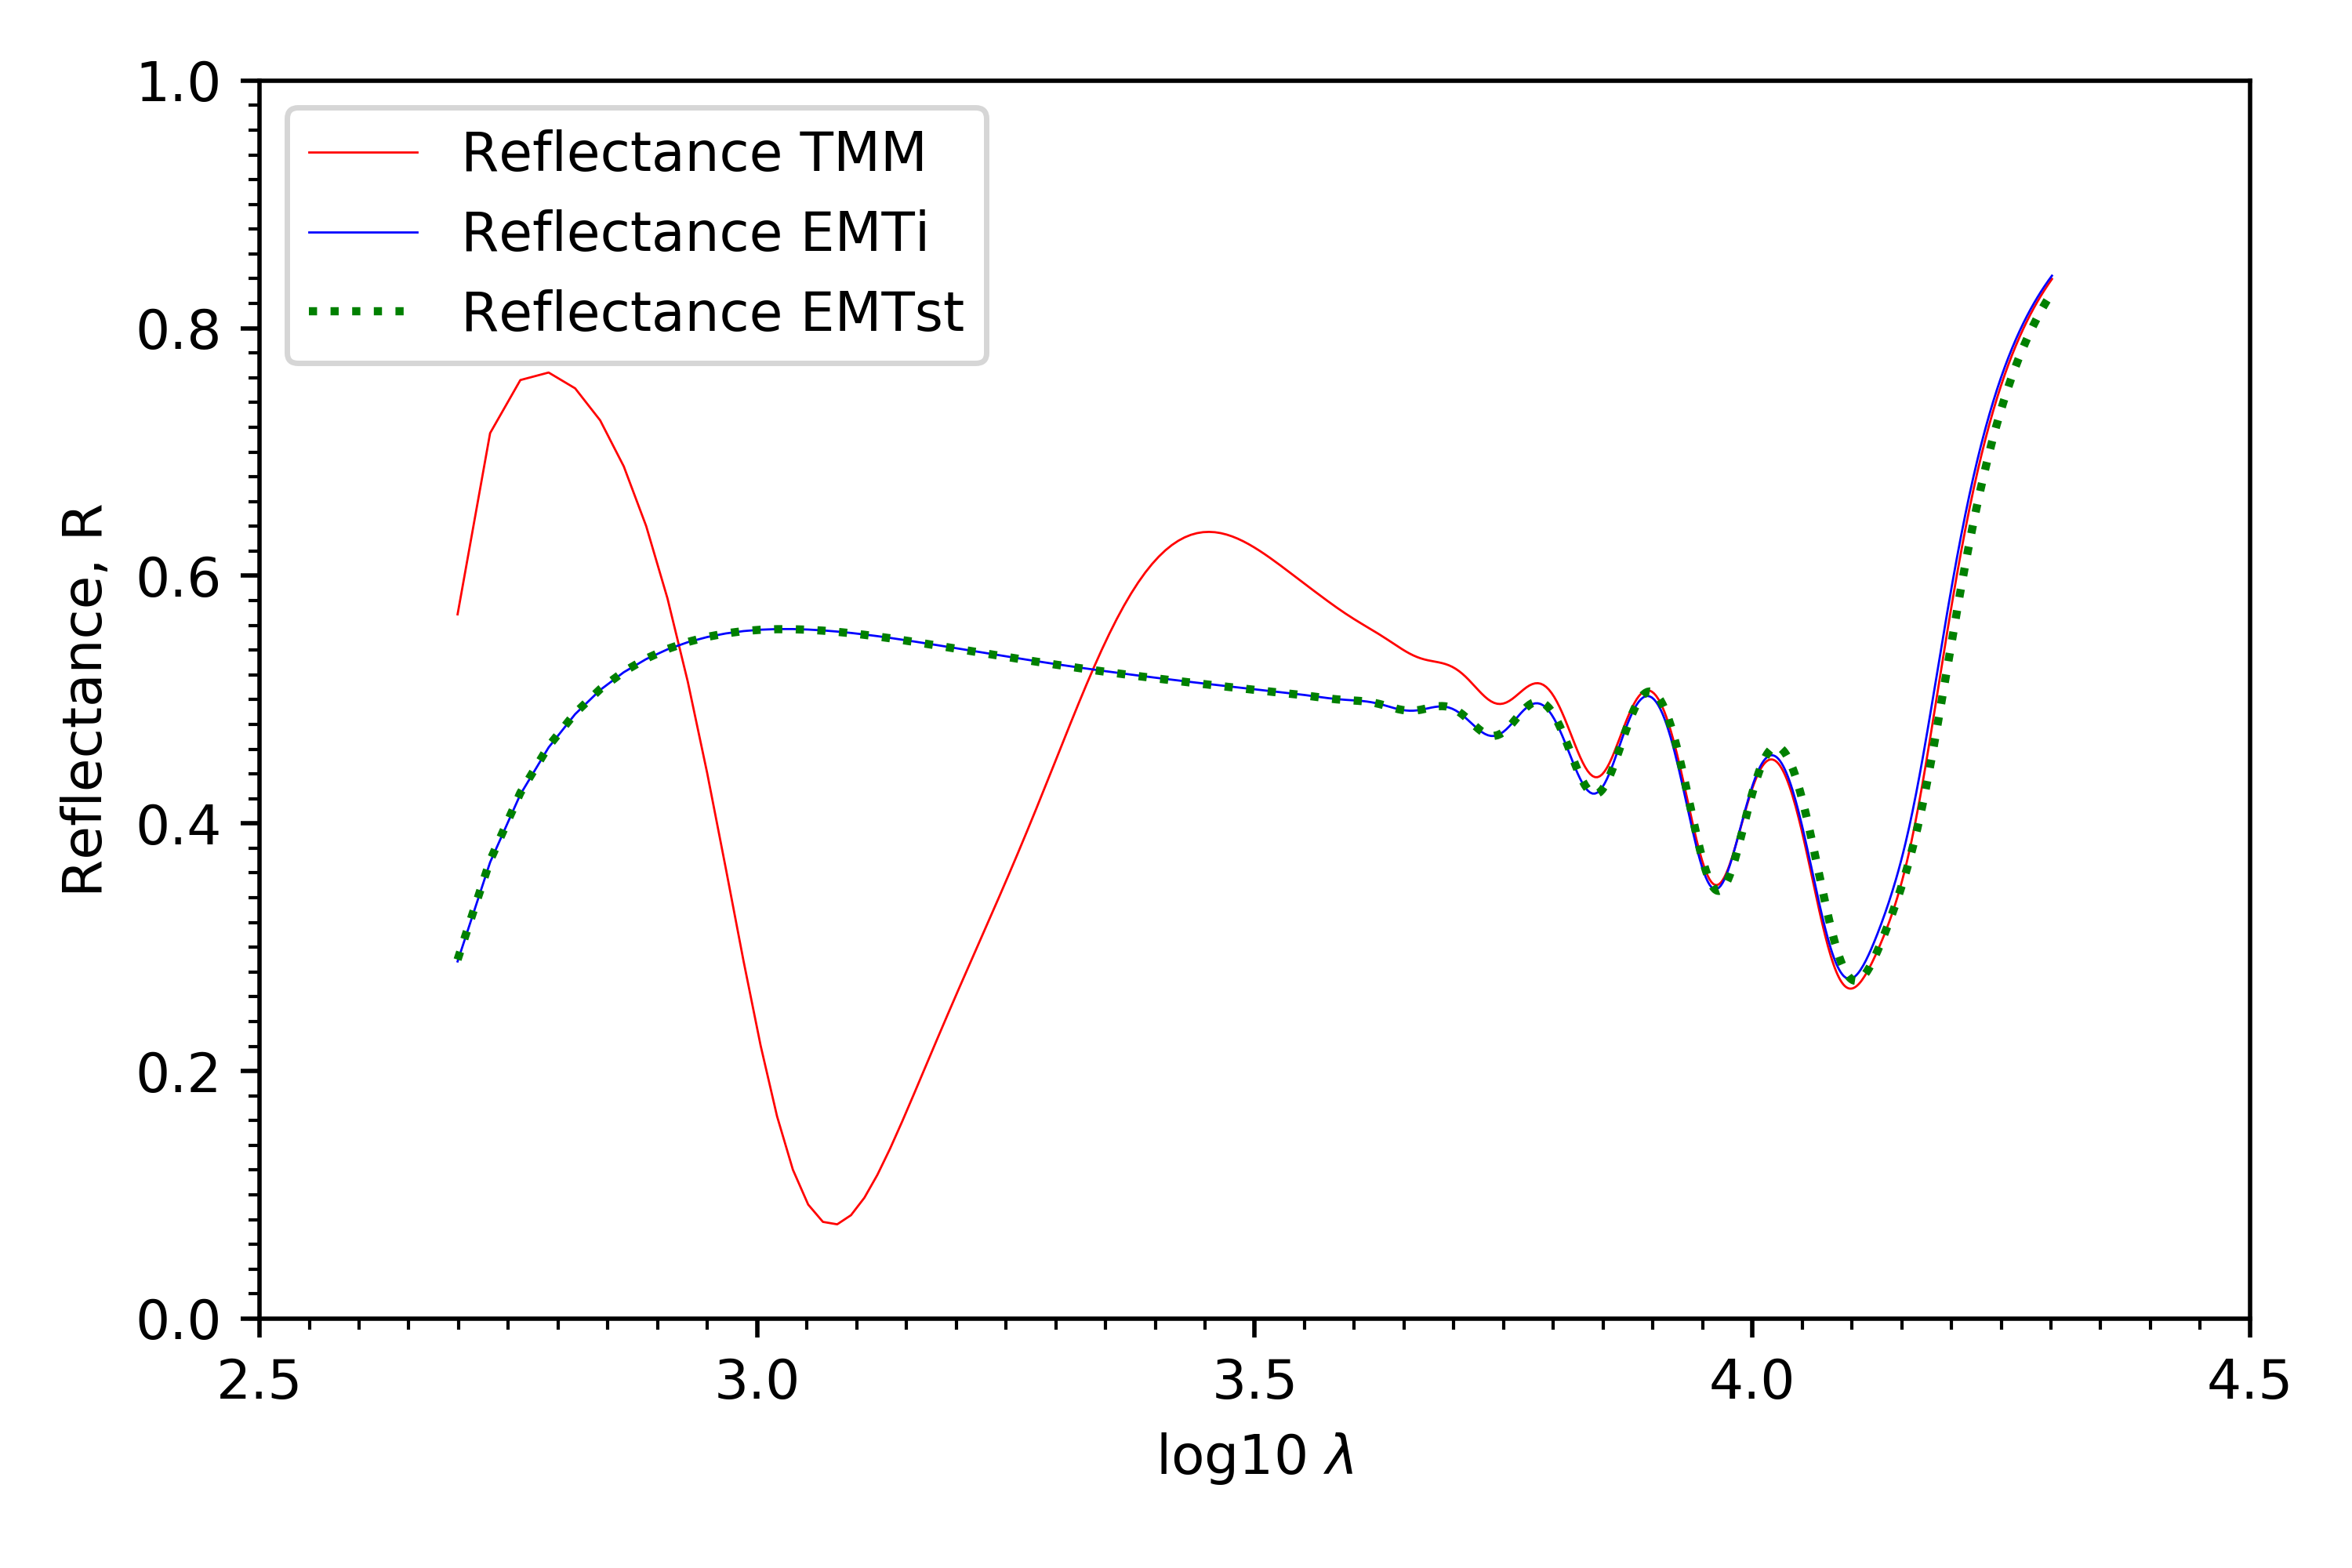 1.0
0.8
0.6
0.4
0.2
0.0
Reflectance, R
Reflectance TMM
Reflectance EMTi
Reflectance EMTst
2.5 3.0 3.5 4.0 4.5
log10 λ